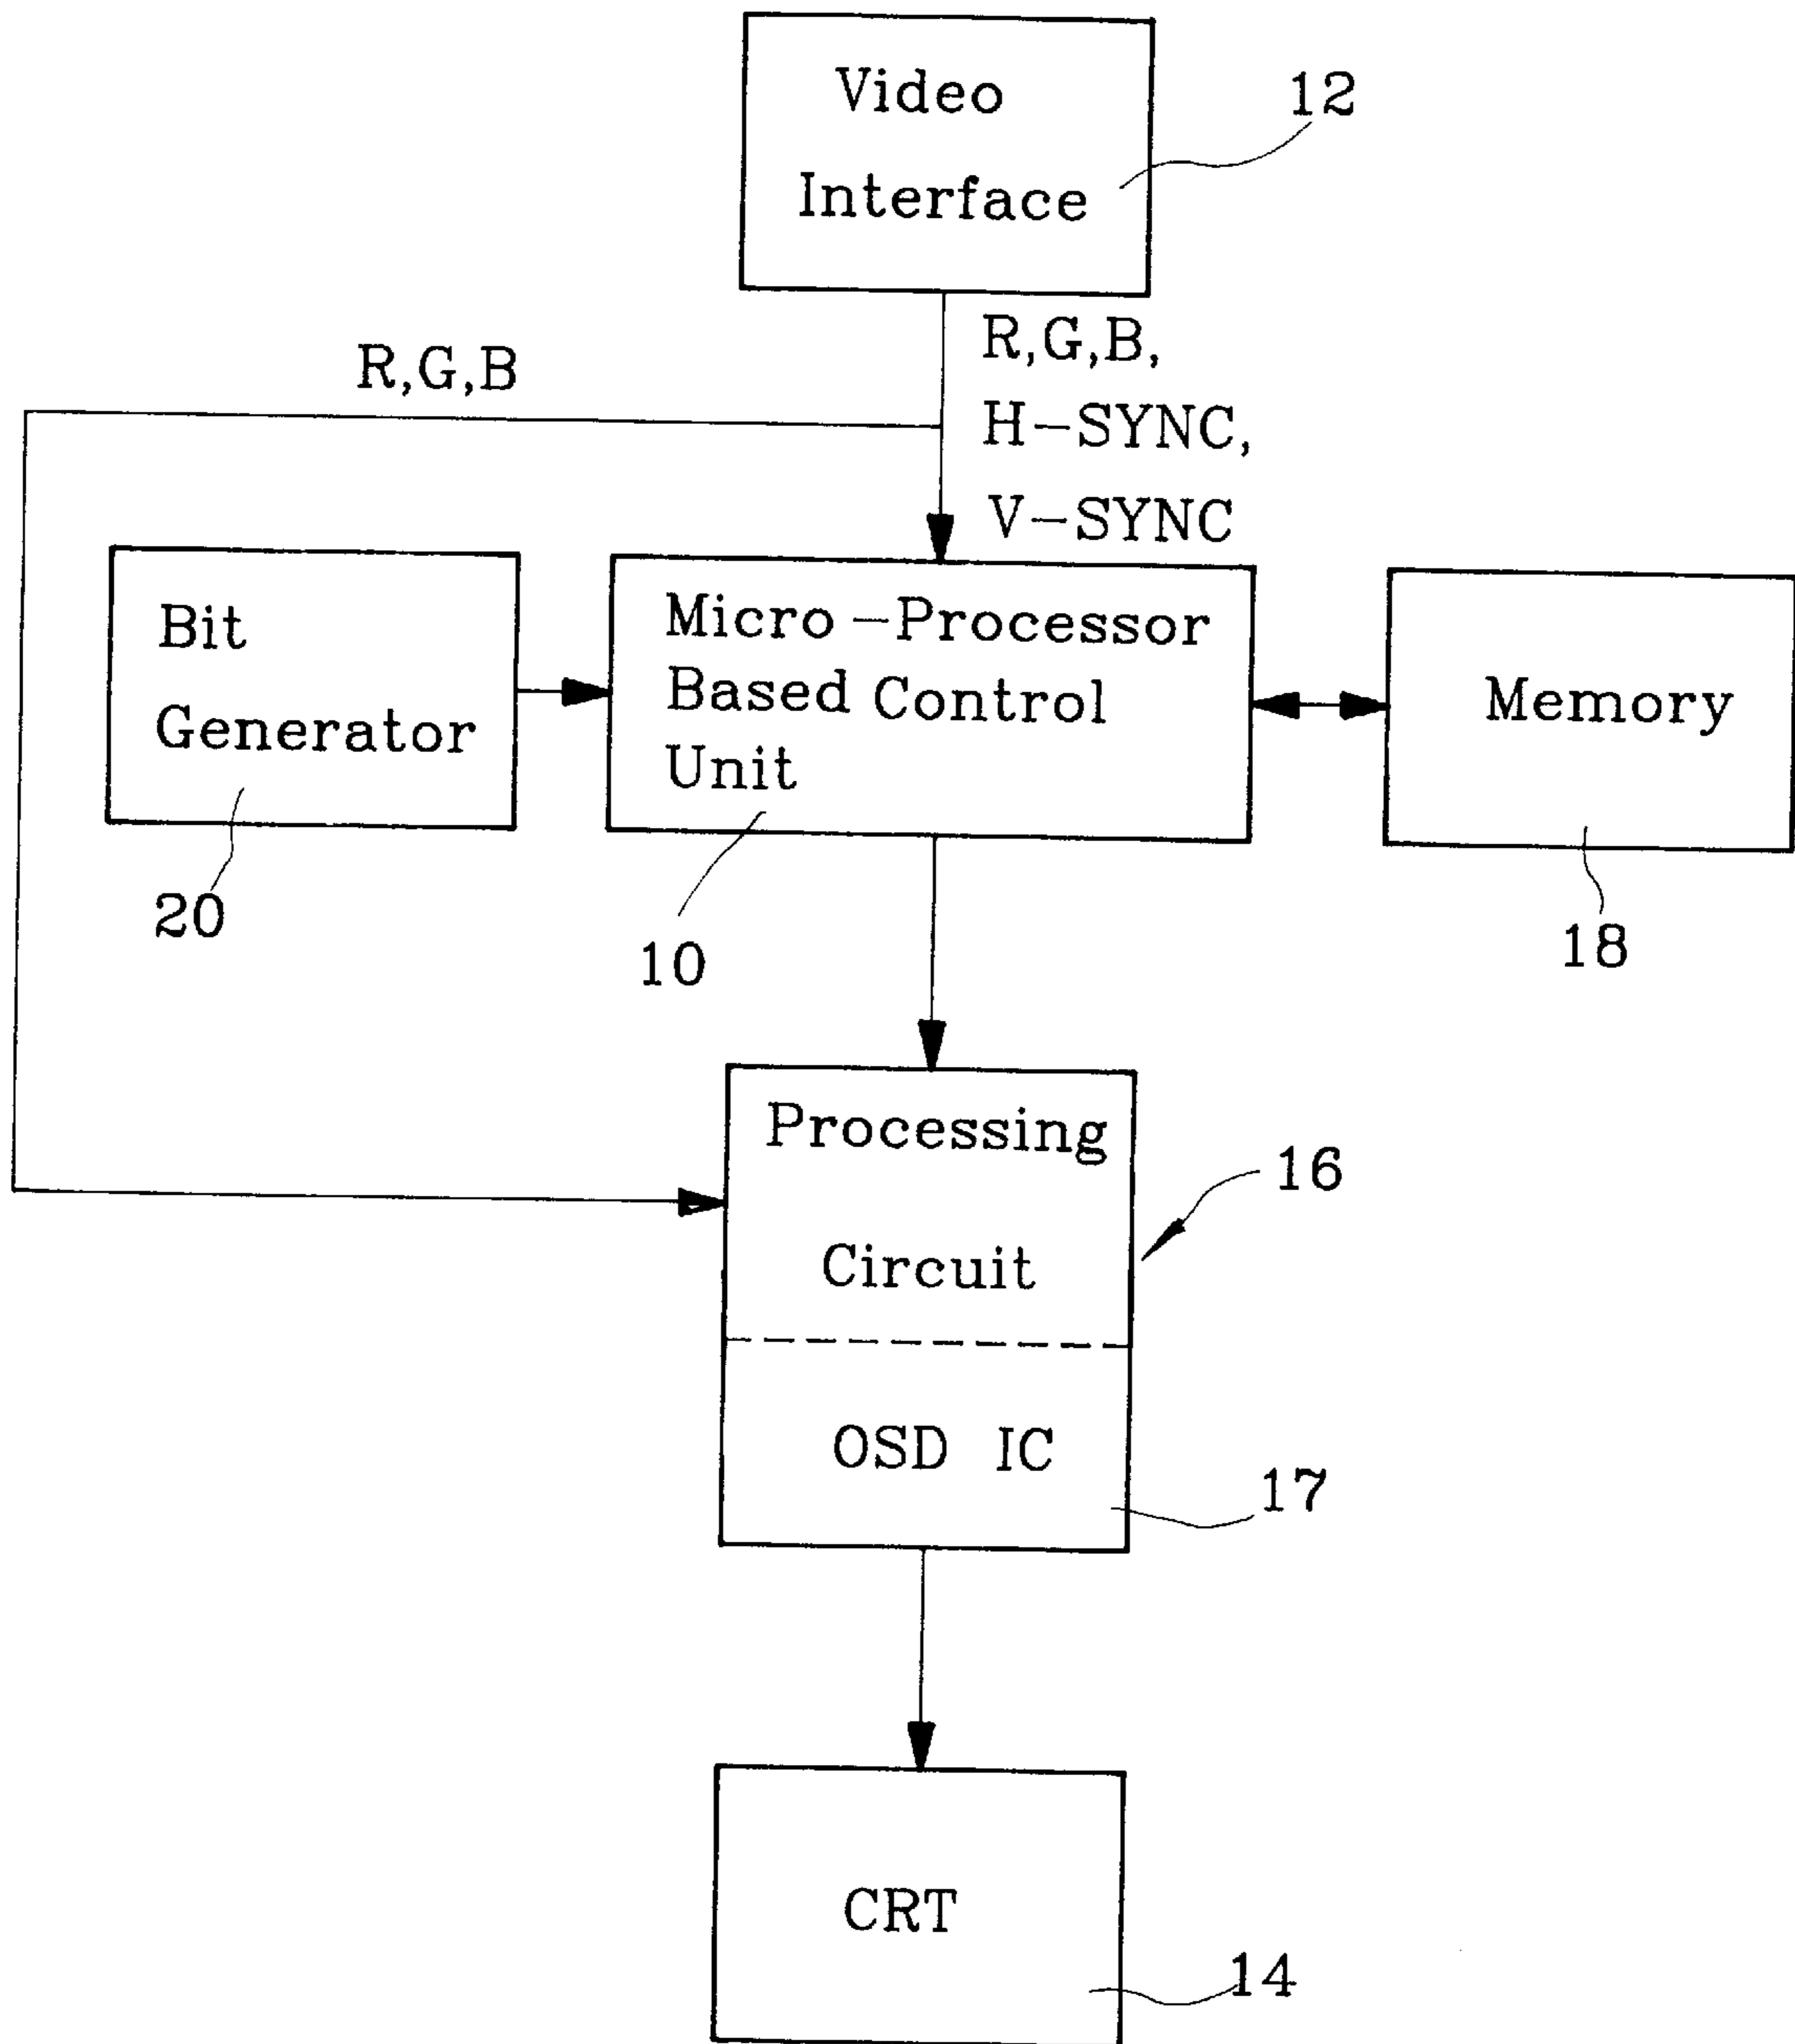 Video
Interface
12
R,G,B
R,G,B,
H-SYNC,
V-SYNC
Bit
Generator
20
Micro-Processor
Based Control
Unit
10
Memory
18
Processing
Circuit
16
OSD IC
17
CRT
14